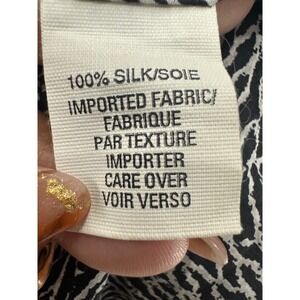 100% SILK/SOIE
IMPORTED FABRIC/
FABRIQUE
PAR TEXTURE
IMPORTER
CARE OVER
VOIR VERSO